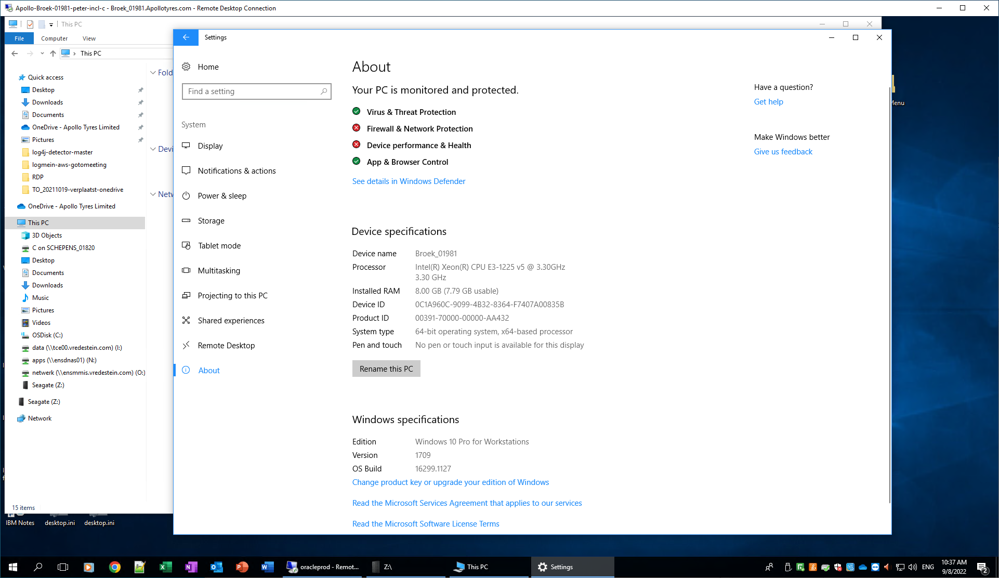 Apollo-Broek-01981-peter-incl-c - Broek_01981.Apollotyres.com - Remote Desktop Connection
This PC
File
Computer
View
This PC
Quick access
Desktop
Downloads
Documents
OneDrive - Apollo Tyres Limited
Pictures
log4j-detector-master
logmein-aws-gotomeeting
RDP
TO_20211019-verplaatst-onedrive
OneDrive - Apollo Tyres Limited
This PC
3D Objects
C on SCHEPENS_01820
Desktop
Documents
Downloads
Music
Pictures
Videos
OSDisk (C:)
data (\\tce00.vredestein.com) (I:)
apps (\\ensdnas01) (N:)
netwerk (\\ensmmis.vredestein.com) (O:)
Seagate (Z:)
Seagate (Z:)
Network
15 items
Fold
Devi
Netw
Settings
Home
Find a setting
System
Display
Notifications & actions
Power & sleep
Storage
Tablet mode
Multitasking
Projecting to this PC
Shared experiences
Remote Desktop
About
About
Your PC is monitored and protected.
Virus & Threat Protection
Firewall & Network Protection
Device performance & Health
App & Browser Control
See details in Windows Defender
Device specifications
Device name Broek_01981
Processor Intel(R) Xeon(R) CPU E3-1225 v5 @ 3.30GHz
3.30 GHz
Installed RAM 8.00 GB (7.79 GB usable)
Device ID 0C1A960C-9099-4B32-8364-F7407A00835B
Product ID 00391-70000-00000-AA432
System type 64-bit operating system, x64-based processor
Pen and touch No pen or touch input is available for this display
Rename this PC
Windows specifications
Edition Windows 10 Pro for Workstations
Version 1709
OS Build 16299.1127
Change product key or upgrade your edition of Windows
Read the Microsoft Services Agreement that applies to our services
Read the Microsoft Software License Terms
Have a question?
Get help
Make Windows better
Give us feedback
Menu
IBM Notes
desktop.ini
desktop.ini
oracleprod - Remot...
Z:\
This PC
Settings
ENG
10:37 AM
9/8/2022
2